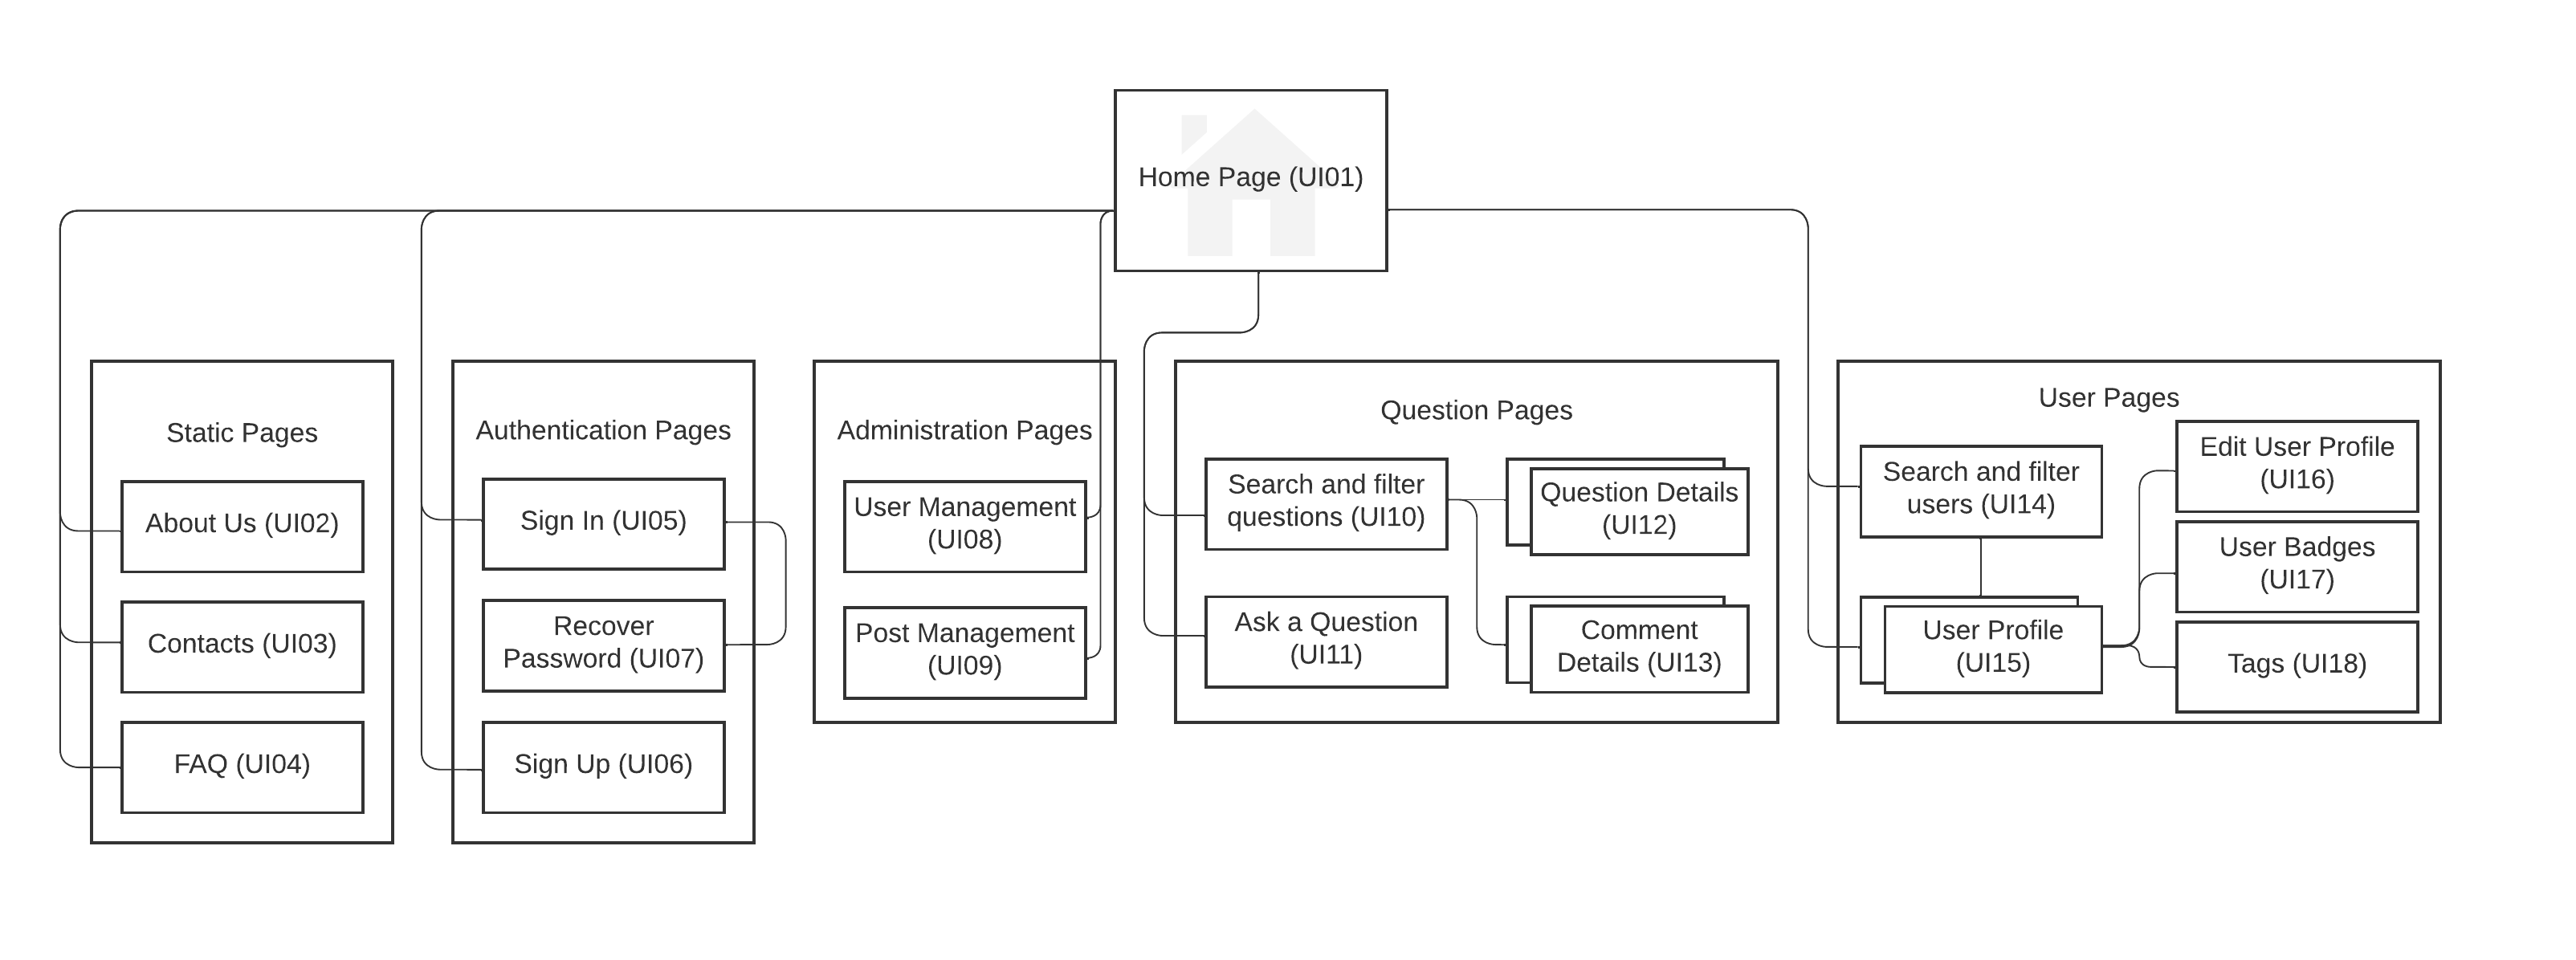 Home Page (UI01)
Static Pages
About Us (UI02)
Contacts (UI03)
FAQ (UI04)
Authentication Pages
Sign In (UI05)
Recover
Password (UI07)
Sign Up (UI06)
Administration Pages
User Management
(UI08)
Post Management
(UI09)
Question Pages
Search and filter
questions (UI10)
Question Details
(UI12)
Ask a Question
(UI11)
Comment
Details (UI13)
User Pages
Search and filter
users (UI14)
User Profile
(UI15)
Edit User Profile
(UI16)
User Badges
(UI17)
Tags (UI18)